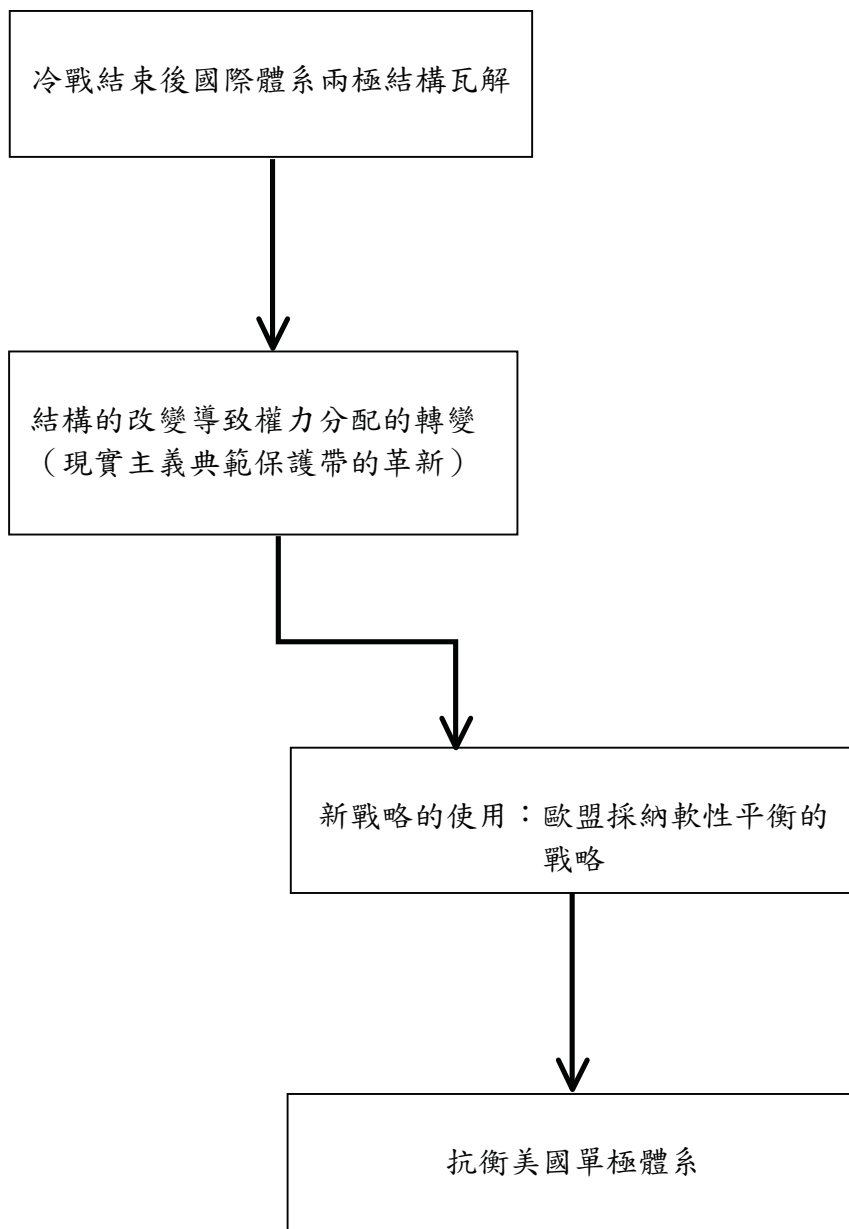 冷戰結束後國際體系兩極結構瓦解
結構的改變導致權力分配的轉變
（現實主義典範保護帶的革新）
新戰略的使用：歐盟採納軟性平衡的
戰略
抗衡美國單極體系